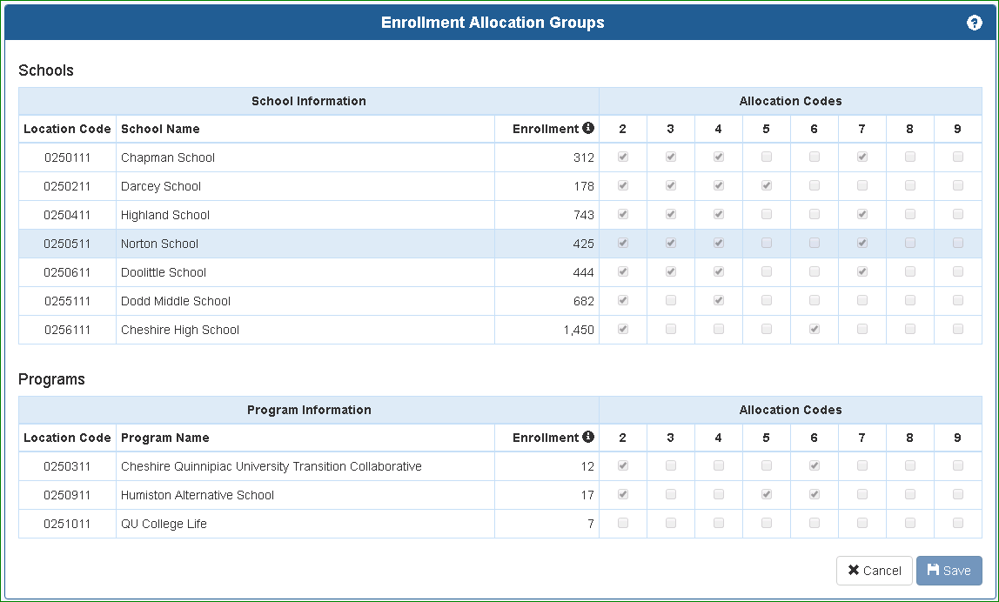 Enrollment Allocation Groups
Schools
School Information Allocation Codes
Location Code School Name Enrollment 2 3 4 5 6 7 8 9
0250111 Chapman School 312
0250211 Darcey School 178
0250411 Highland School 743
0250511 Norton School 425
0250611 Doolittle School 444
0255111 Dodd Middle School 682
0256111 Cheshire High School 1,450
Programs
Program Information Allocation Codes
Location Code Program Name Enrollment 2 3 4 5 6 7 8 9
0250311 Cheshire Quinnipiac University Transition Collaborative 12
0250911 Humiston Alternative School 17
0251011 QU College Life 7
Cancel Save